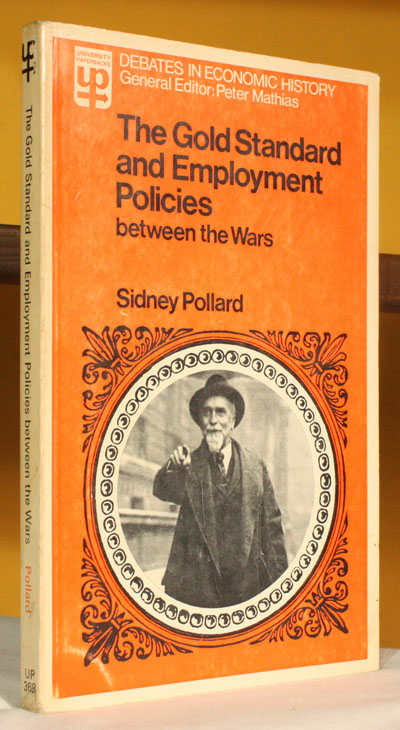 UNIVERSITY
PAPERBACKS
up
DEBATES IN ECONOMIC HISTORY
General Editor: Peter Mathias
The Gold Standard
and Employment
Policies
between the Wars
Sidney Pollard
up
The Gold Standard and Employment Policies between the Wars
Pollard
UP
368